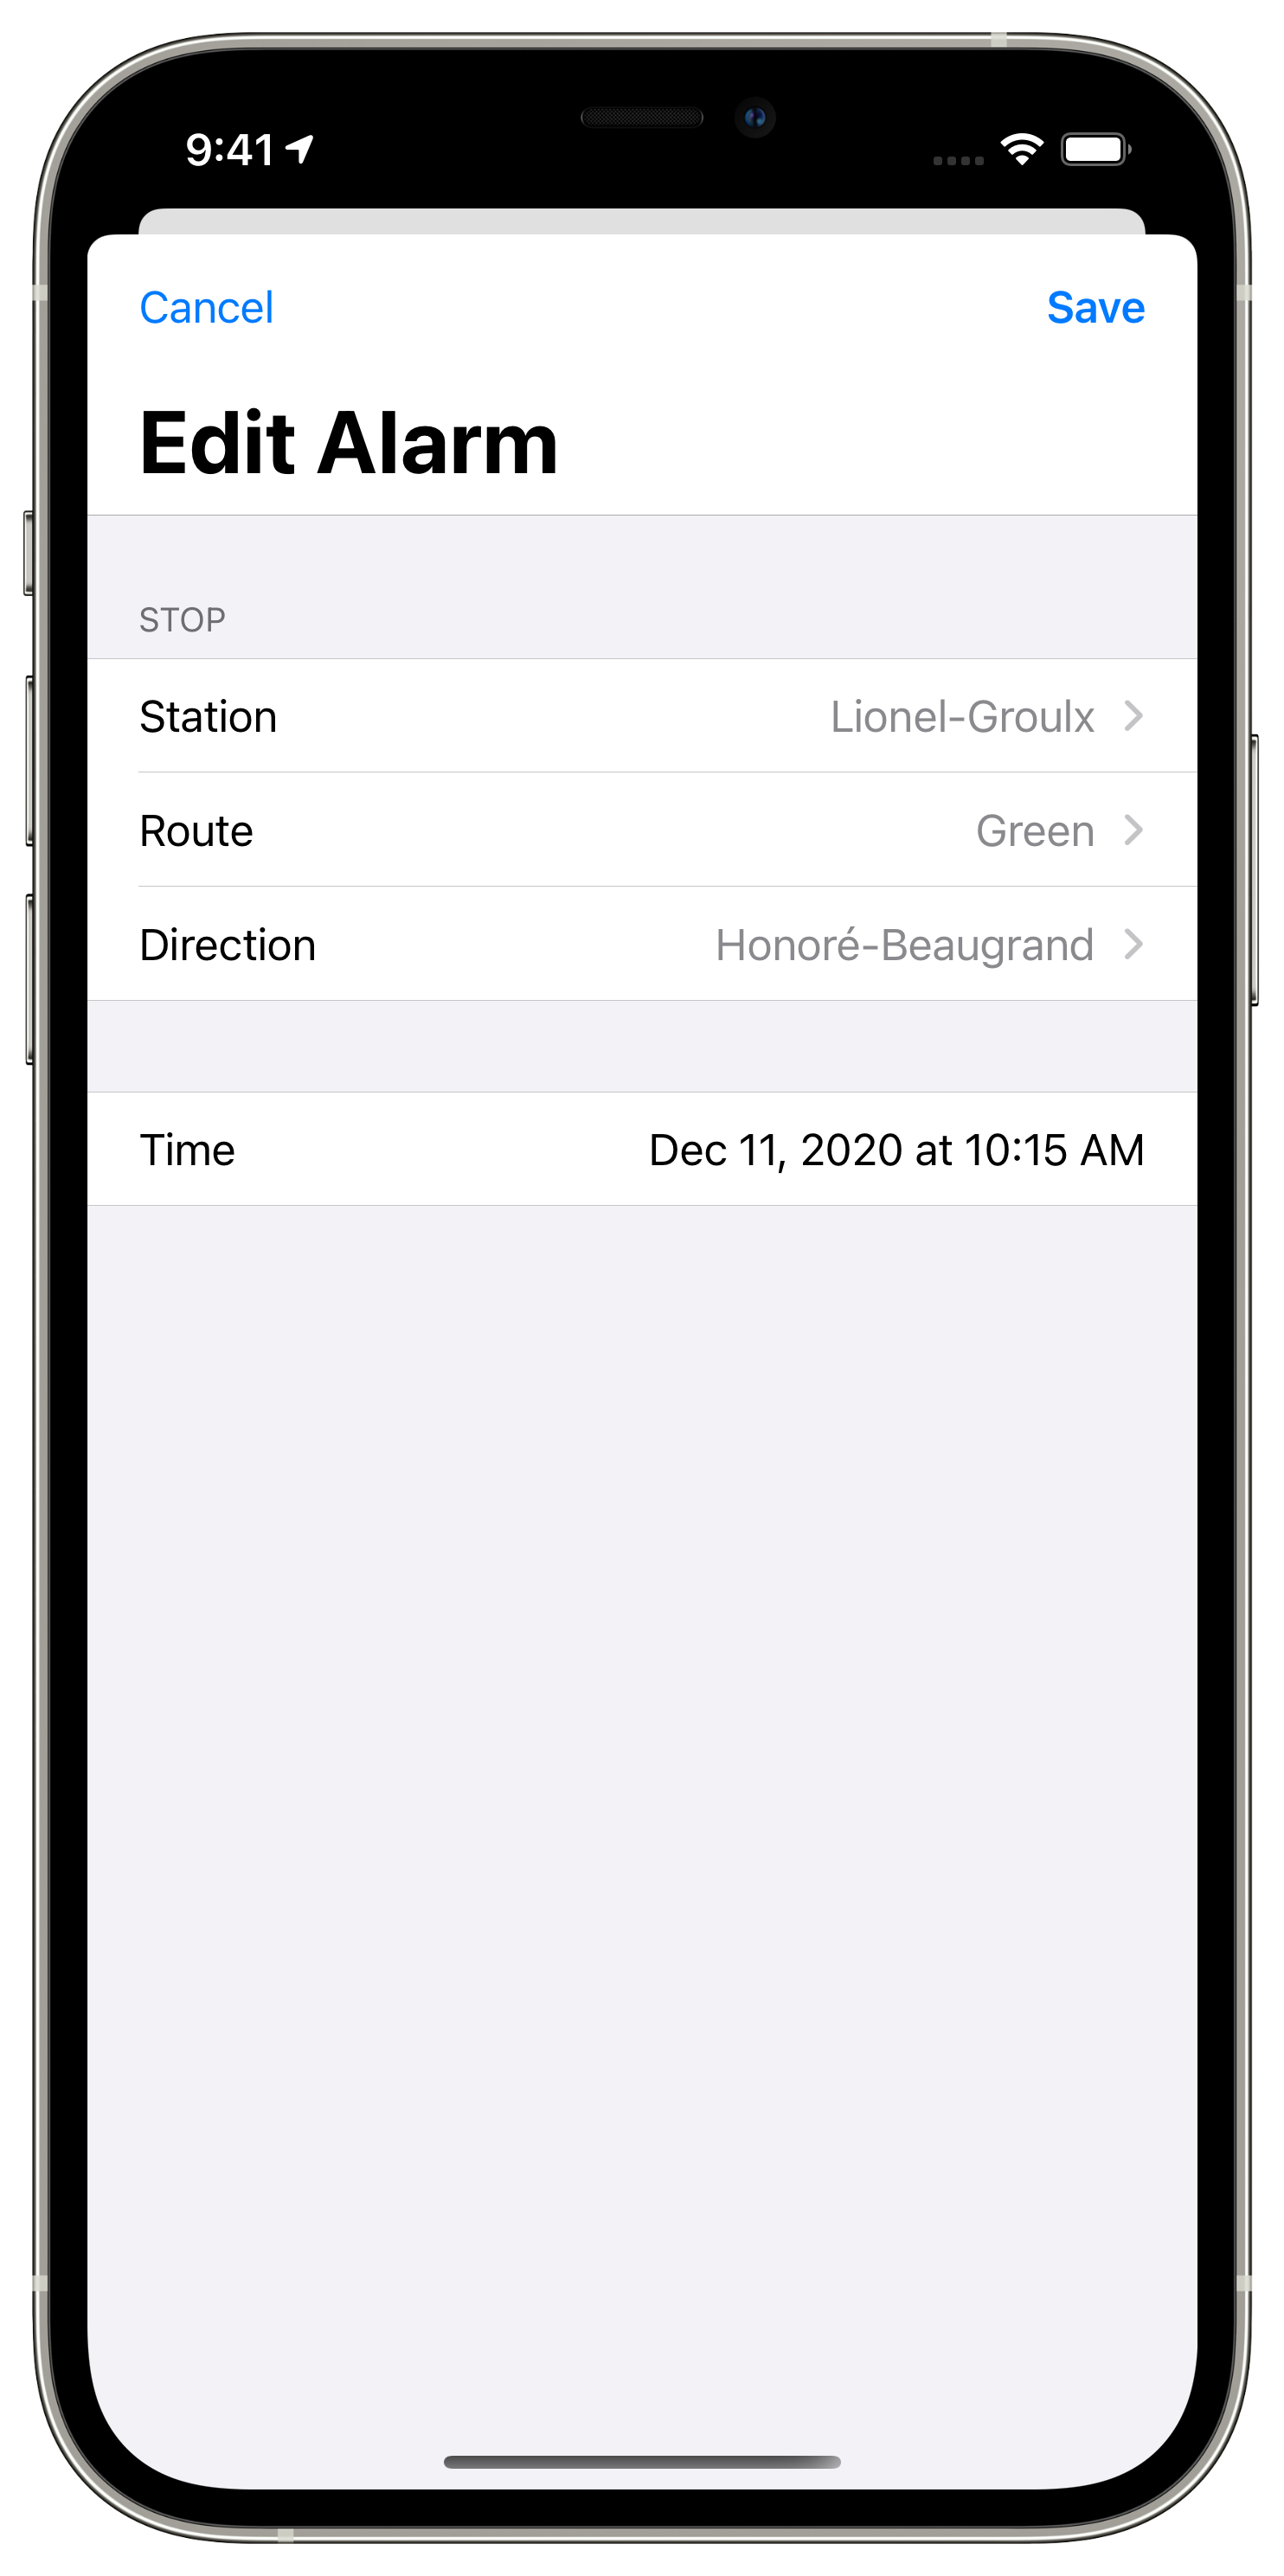 9:41
Cancel Save
Edit Alarm
STOP
Station Lionel-Groulx
Route Green
Direction Honoré-Beaugrand
Time Dec 11, 2020 at 10:15 AM